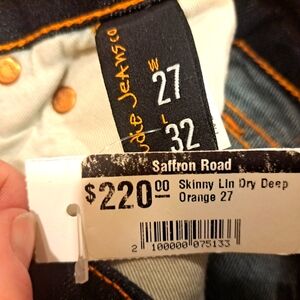 udie Jeans co
W
27
L
32
Saffron Road
$220.00
Skinny Lin Dry Deep
Orange 27
2 100000 075133